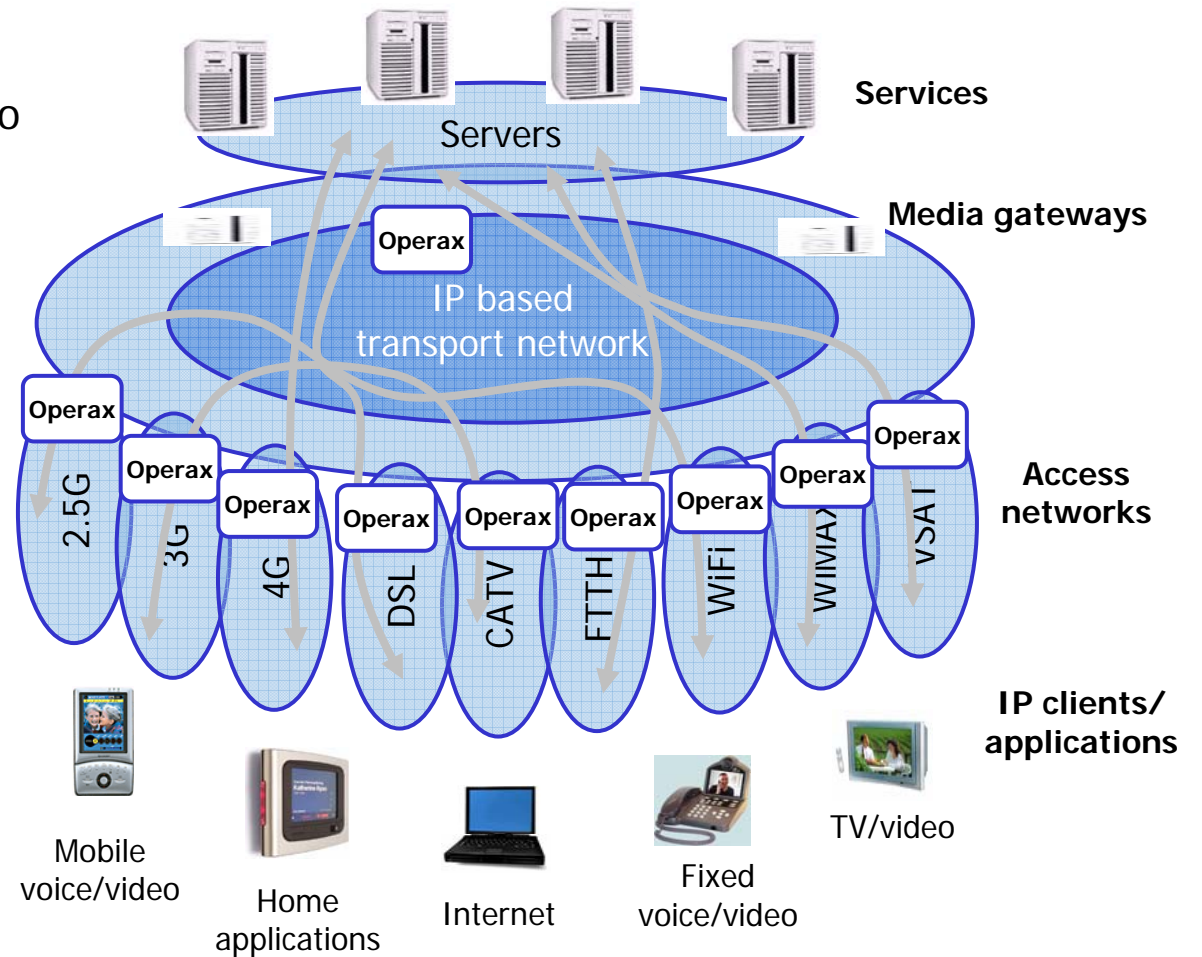 o
Services
Servers
Media gateways
Operax
IP based
transport network
Operax
Operax
Operax
Operax
Operax
Operax
Operax
Operax
Operax
2.5G
3G
4G
DSL
CATV
FTTH
WiFi
WIMAX
VSAT
Access
networks
IP clients/
applications
Mobile
voice/video
Home
applications
Internet
Fixed
voice/video
TV/video